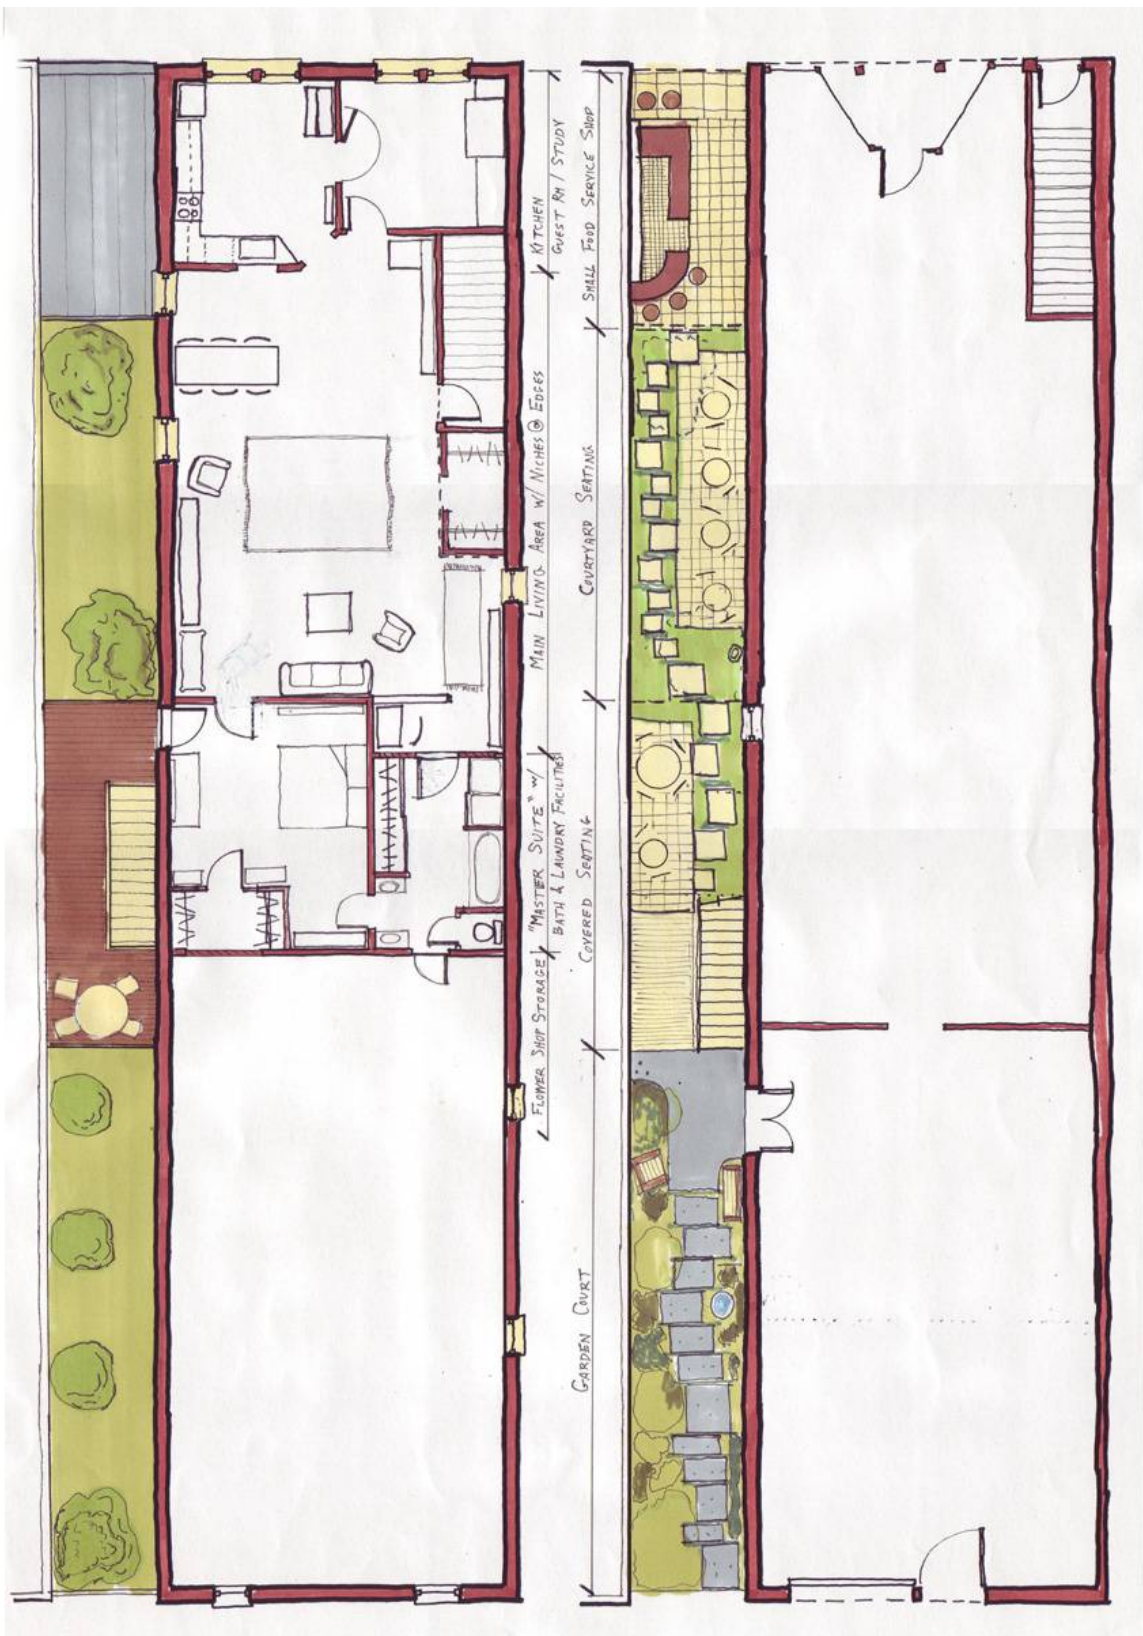 KITCHEN
GUEST RM / STUDY
MAIN LIVING AREA W/ NICHES @ EDGES
"MASTER SUITE" W/
BATH & LAUNDRY FACILITIES
FLOWER SHOP STORAGE
SMALL FOOD SERVICE SHOP
COURTYARD SEATING
COVERED SEATING
GARDEN COURT